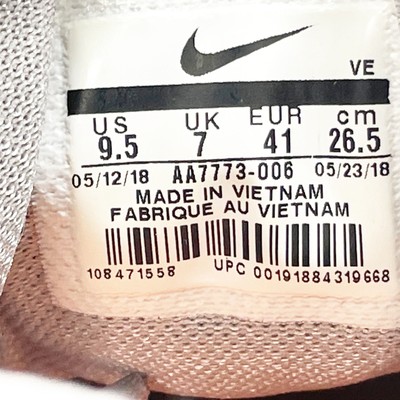 VE
US UK EUR cm
9.5 7 41 26.5
05/12/18 AA7773-006 05/23/18
MADE IN VIETNAM
FABRIQUE AU VIETNAM
108471558 UPC 00191884319668